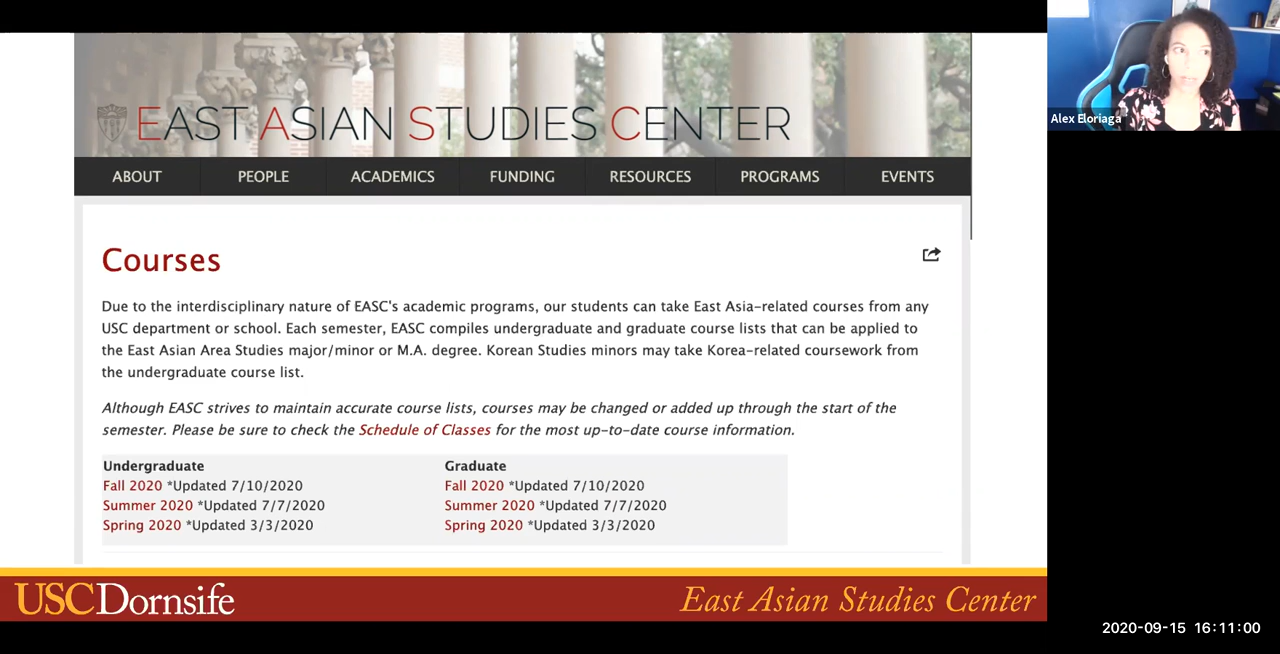 EAST ASIAN STUDIES CENTER
Alex Eloriaga
ABOUT PEOPLE ACADEMICS FUNDING RESOURCES PROGRAMS EVENTS
Courses
Due to the interdisciplinary nature of EASC's academic programs, our students can take East Asia-related courses from any
USC department or school. Each semester, EASC compiles undergraduate and graduate course lists that can be applied to
the East Asian Area Studies major/minor or M.A. degree. Korean Studies minors may take Korea-related coursework from
the undergraduate course list.
Although EASC strives to maintain accurate course lists, courses may be changed or added up through the start of the
semester. Please be sure to check the Schedule of Classes for the most up-to-date course information.
Undergraduate Graduate
Fall 2020 *Updated 7/10/2020 Fall 2020 *Updated 7/10/2020
Summer 2020 *Updated 7/7/2020 Summer 2020 *Updated 7/7/2020
Spring 2020 *Updated 3/3/2020 Spring 2020 *Updated 3/3/2020
USCDornsife East Asian Studies Center
2020-09-15 16:11:00